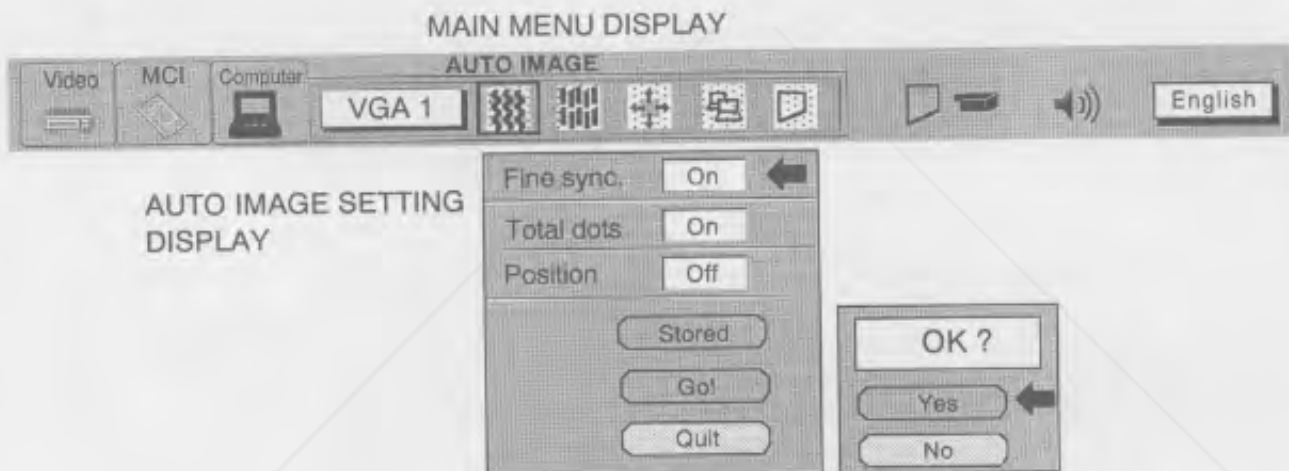 MAIN MENU DISPLAY
Video MCI Computer AUTO IMAGE
VGA 1 English
AUTO IMAGE SETTING
DISPLAY
Fine sync. On
Total dots On
Position Off
Stored
Go!
Quit
OK ?
Yes
No